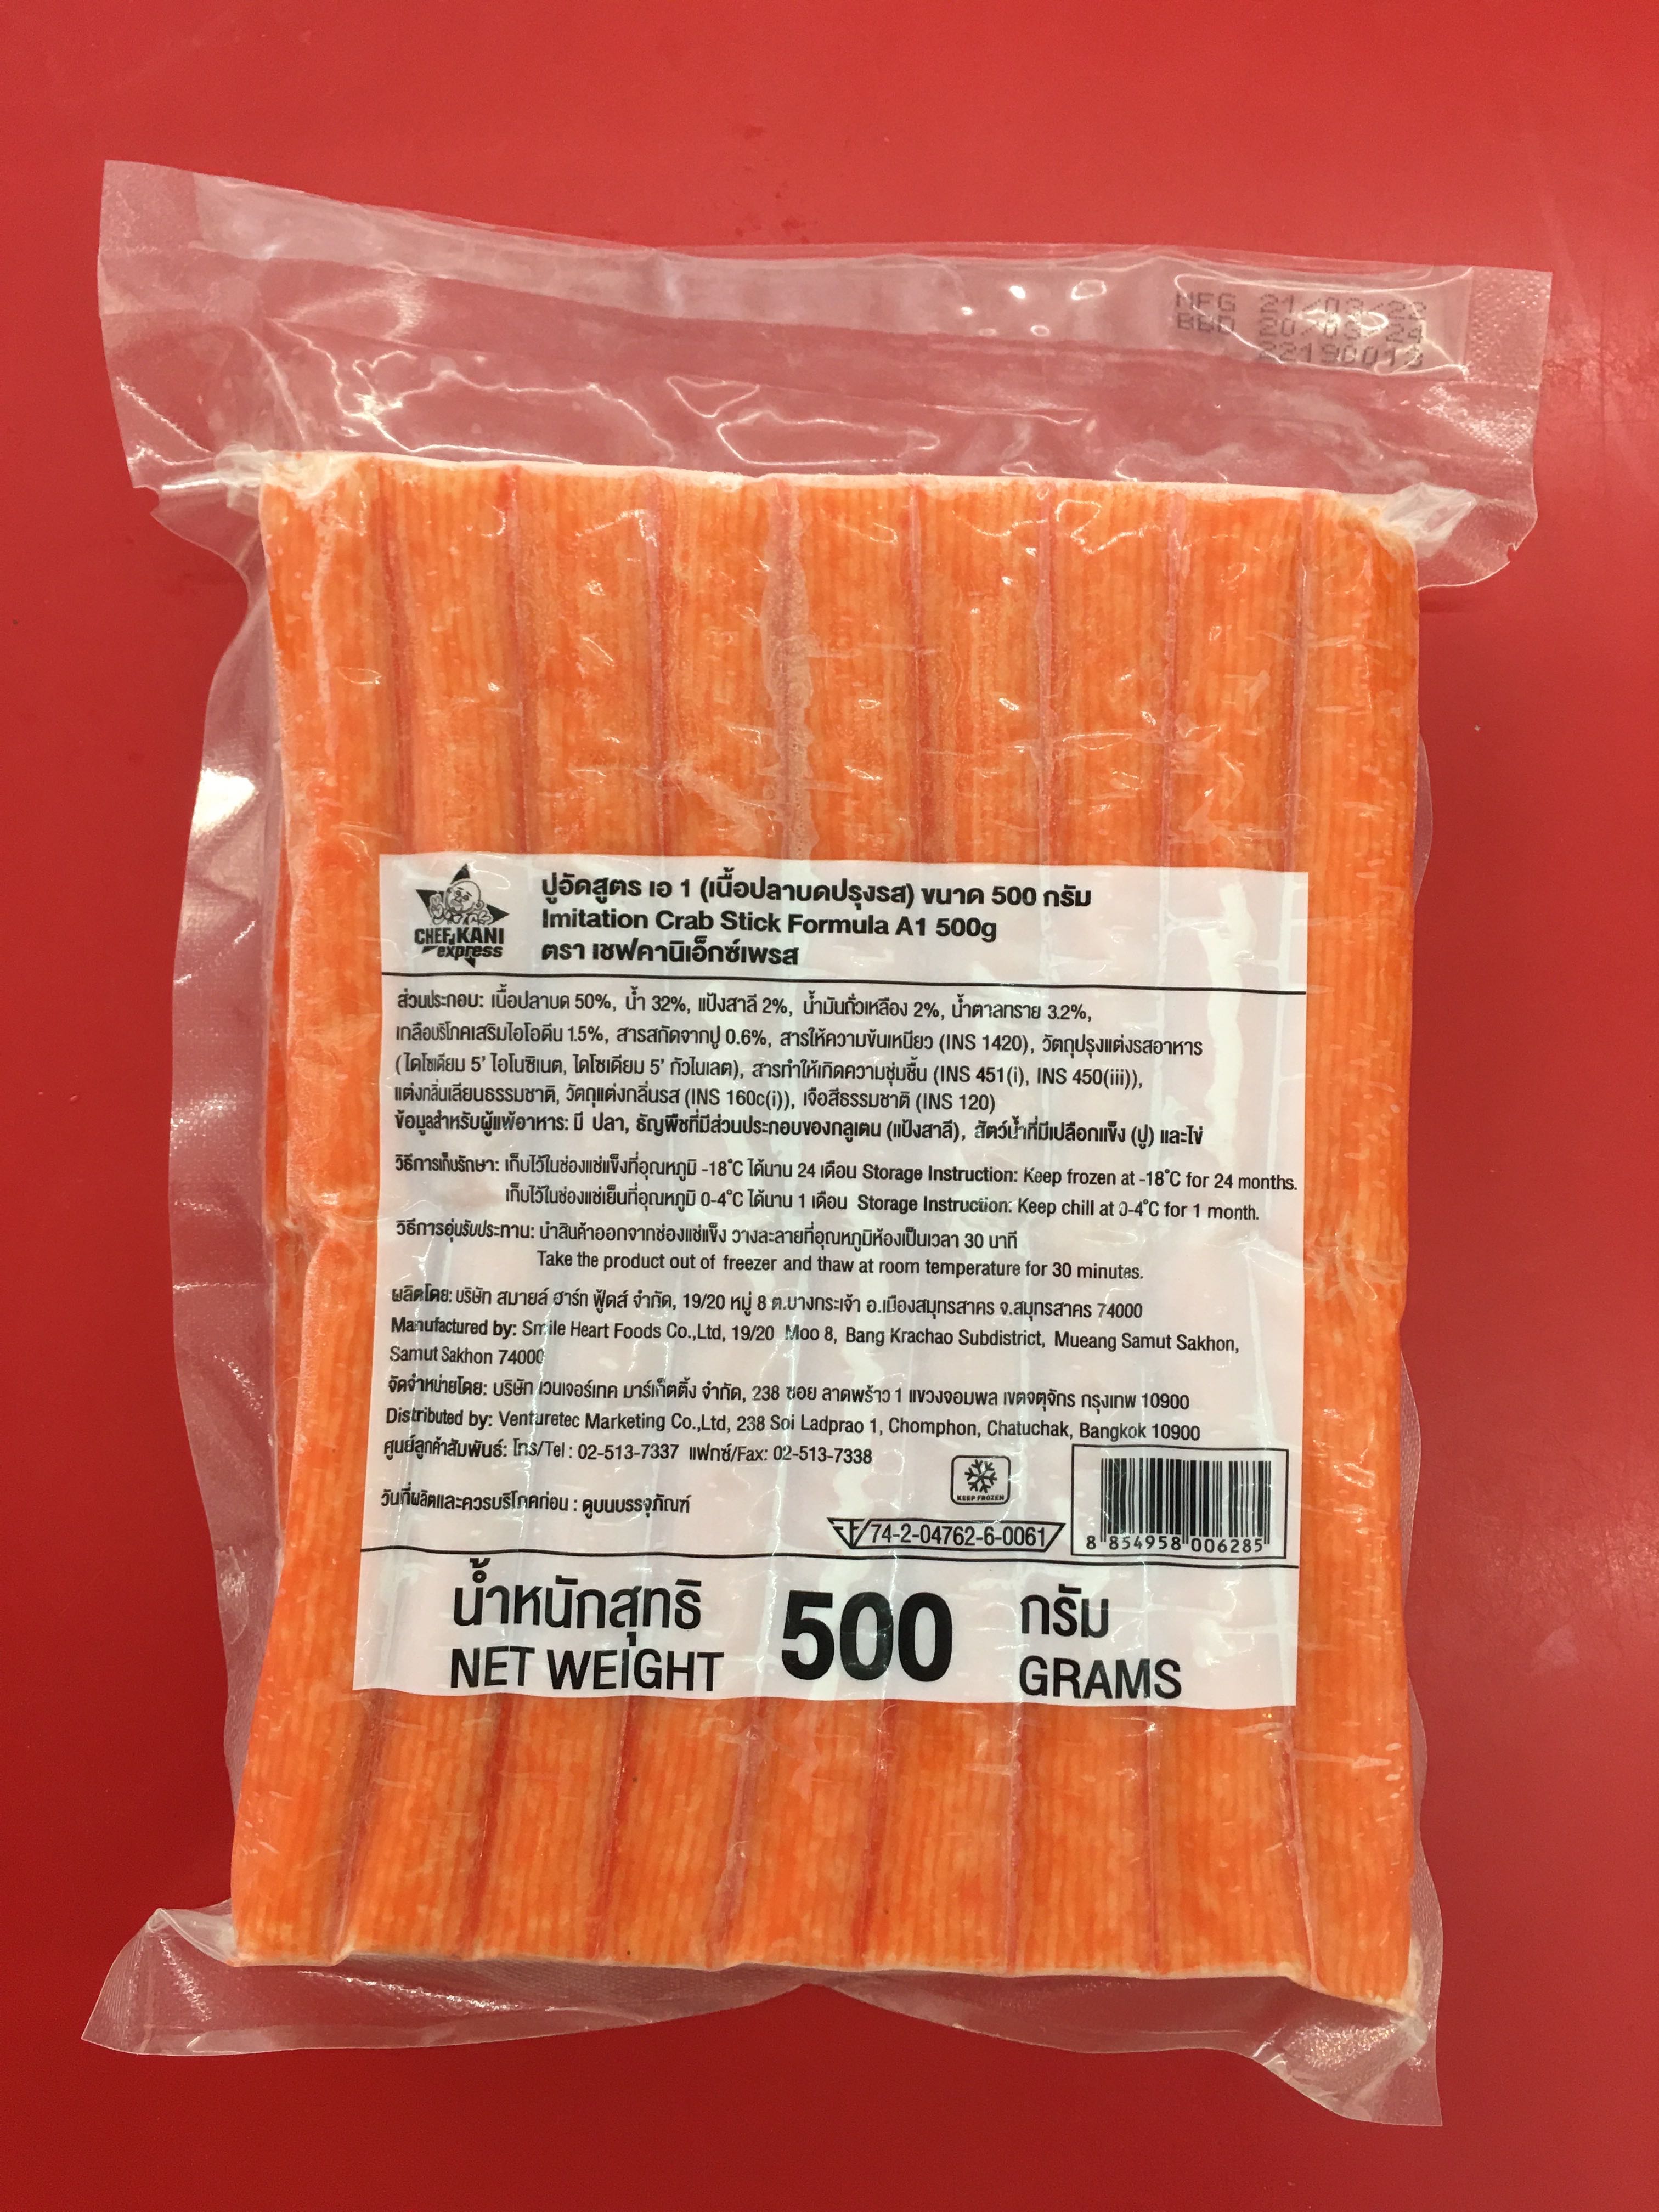 MFG 21/03/22
BBD 20/03/24
22190013
CHEF KANI
express
ปูอัดสูตร เอ 1 (เนื้อปลาบดปรุงรส) ขนาด 500 กรัม
Imitation Crab Stick Formula A1 500g
ตรา เชฟคานิเอ็กซ์เพรส
ส่วนประกอบ: เนื้อปลาบด 50%, น้ำ 32%, แป้งสาลี 2%, น้ำมันถั่วเหลือง 2%, น้ำตาลทราย 3.2%,
เกลือบริโภคเสริมไอโอดีน 1.5%, สารสกัดจากปู 0.6%, สารให้ความข้นเหนียว (INS 1420), วัตถุปรุงแต่งรสอาหาร
(ไดโซเดียม 5' ไอโนซิเนต, ไดโซเดียม 5' กัวไนเลต), สารทำให้เกิดความชุ่มชื้น (INS 451(i), INS 450(iii)),
แต่งกลิ่นเลียนธรรมชาติ, วัตถุแต่งกลิ่นรส (INS 160c(i)), เจือสีธรรมชาติ (INS 120)
ข้อมูลสำหรับผู้แพ้อาหาร: มี ปลา, ธัญพืชที่มีส่วนประกอบของกลูเตน (แป้งสาลี), สัตว์น้ำที่มีเปลือกแข็ง (ปู) และไข่
วิธีการเก็บรักษา: เก็บไว้ในช่องแช่แข็งที่อุณหภูมิ -18°C ได้นาน 24 เดือน Storage Instruction: Keep frozen at -18°C for 24 months.
เก็บไว้ในช่องแช่เย็นที่อุณหภูมิ 0-4°C ได้นาน 1 เดือน Storage Instruction: Keep chill at 0-4°C for 1 month.
วิธีการอุ่นรับประทาน: นำสินค้าออกจากช่องแช่แข็ง วางละลายที่อุณหภูมิห้องเป็นเวลา 30 นาที
Take the product out of freezer and thaw at room temperature for 30 minutes.
ผลิตโดย: บริษัท สมายล์ ฮาร์ท ฟู้ดส์ จำกัด, 19/20 หมู่ 8 ต.บางกระเจ้า อ.เมืองสมุทรสาคร จ.สมุทรสาคร 74000
Manufactured by: Smile Heart Foods Co.,Ltd, 19/20 Moo 8, Bang Krachao Subdistrict, Mueang Samut Sakhon,
Samut Sakhon 74000
จัดจำหน่ายโดย: บริษัท เวนเจอร์เทค มาร์เก็ตติ้ง จำกัด, 238 ซอย ลาดพร้าว 1 แขวงจอมพล เขตจตุจักร กรุงเทพ 10900
Distributed by: Venturetec Marketing Co.,Ltd, 238 Soi Ladprao 1, Chomphon, Chatuchak, Bangkok 10900
ศูนย์ลูกค้าสัมพันธ์: โทร/Tel : 02-513-7337 แฟกซ์/Fax: 02-513-7338
วันที่ผลิตและควรบริโภคก่อน : ดูบนบรรจุภัณฑ์
KEEP FROZEN
74-2-04762-6-0061
8 854958 006285
น้ำหนักสุทธิ 500 กรัม
NET WEIGHT GRAMS